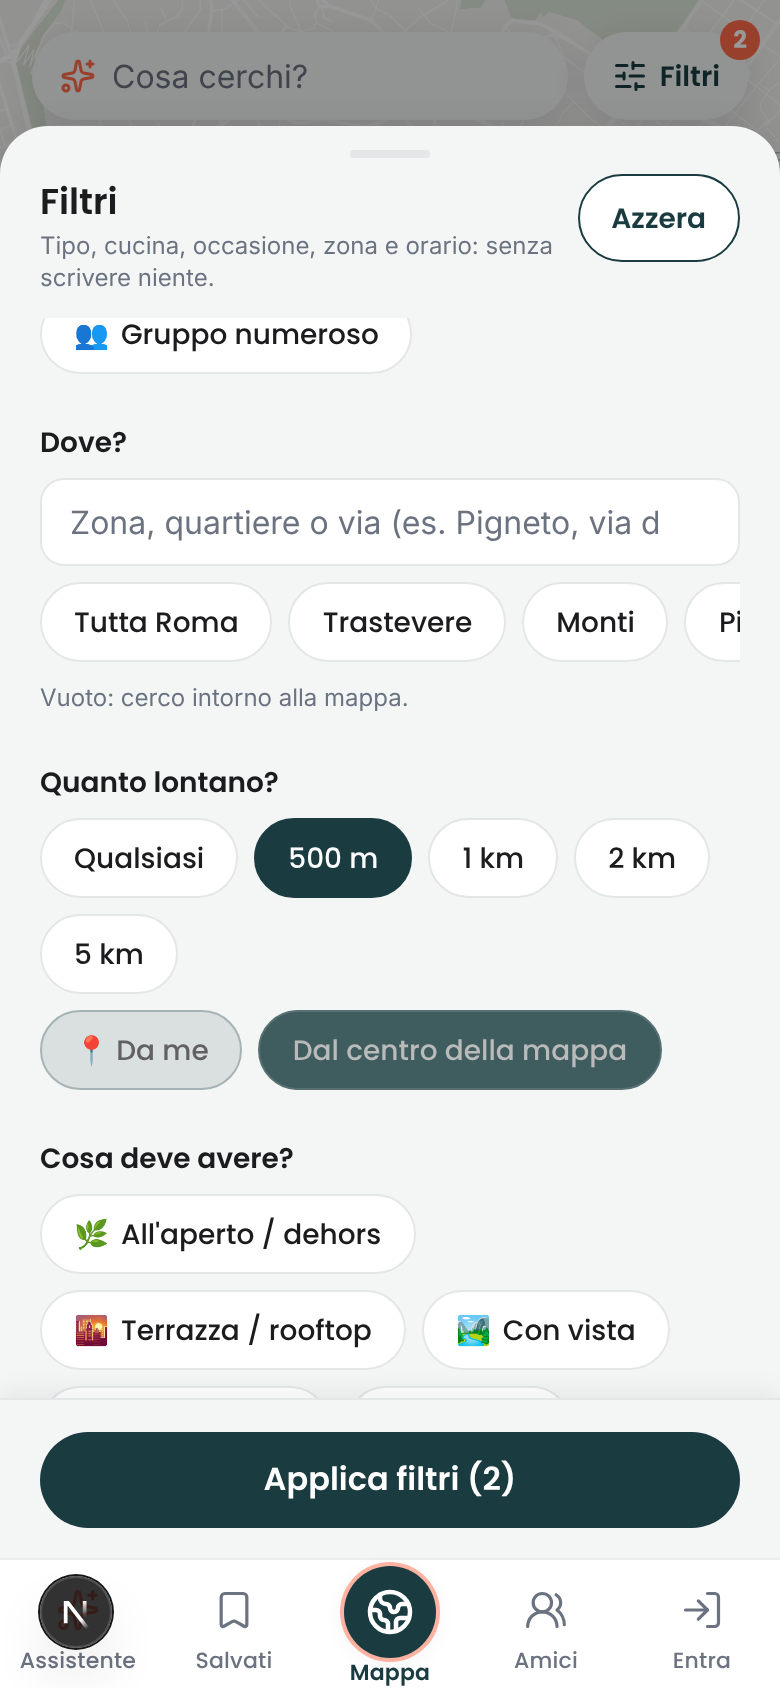 Cosa cerchi?
Filtri
2
Filtri
Azzera
Tipo, cucina, occasione, zona e orario: senza
scrivere niente.
Gruppo numeroso
Dove?
Zona, quartiere o via (es. Pigneto, via d
Tutta Roma
Trastevere
Monti
Pi
Vuoto: cerco intorno alla mappa.
Quanto lontano?
Qualsiasi
500 m
1 km
2 km
5 km
Da me
Dal centro della mappa
Cosa deve avere?
All'aperto / dehors
Terrazza / rooftop
Con vista
Applica filtri (2)
N
Assistente
Salvati
Mappa
Amici
Entra